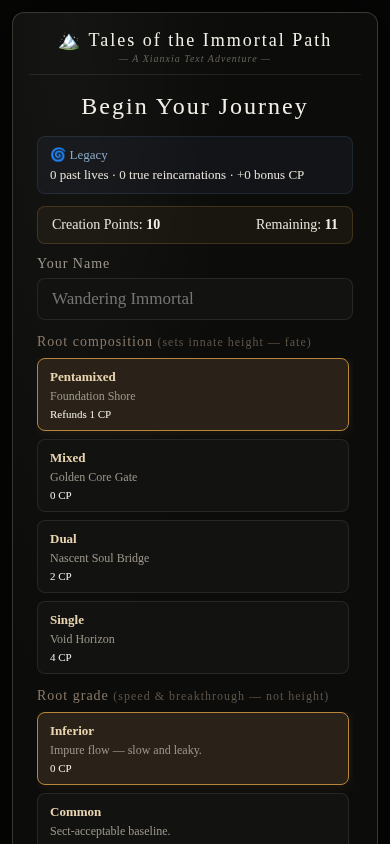 🏔️ Tales of the Immortal Path
— A Xianxia Text Adventure —
Begin Your Journey
🌀 Legacy
0 past lives · 0 true reincarnations · +0 bonus CP
Creation Points: 10 Remaining: 11
Your Name
Wandering Immortal
Root composition (sets innate height — fate)
Pentamixed
Foundation Shore
Refunds 1 CP
Mixed
Golden Core Gate
0 CP
Dual
Nascent Soul Bridge
2 CP
Single
Void Horizon
4 CP
Root grade (speed & breakthrough — not height)
Inferior
Impure flow — slow and leaky.
0 CP
Common
Sect-acceptable baseline.